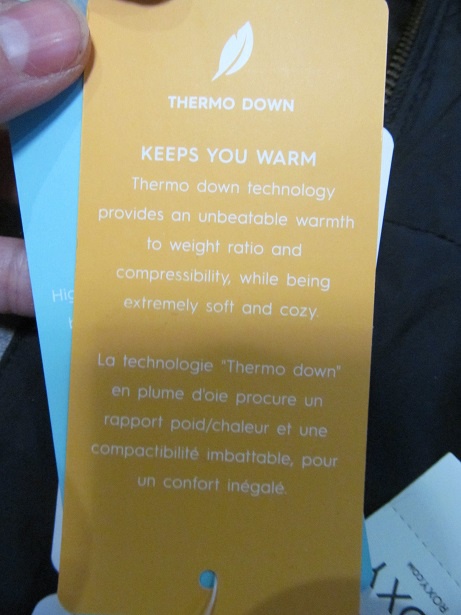 THERMO DOWN
KEEPS YOU WARM
Thermo down technology
provides an unbeatable warmth
to weight ratio and
compressibility, while being
extremely soft and cozy.
La technologie "Thermo down"
en plume d'oie procure un
rapport poid/chaleur et une
compactibilité imbattable, pour
un confort inégalé.
ROXY.COM